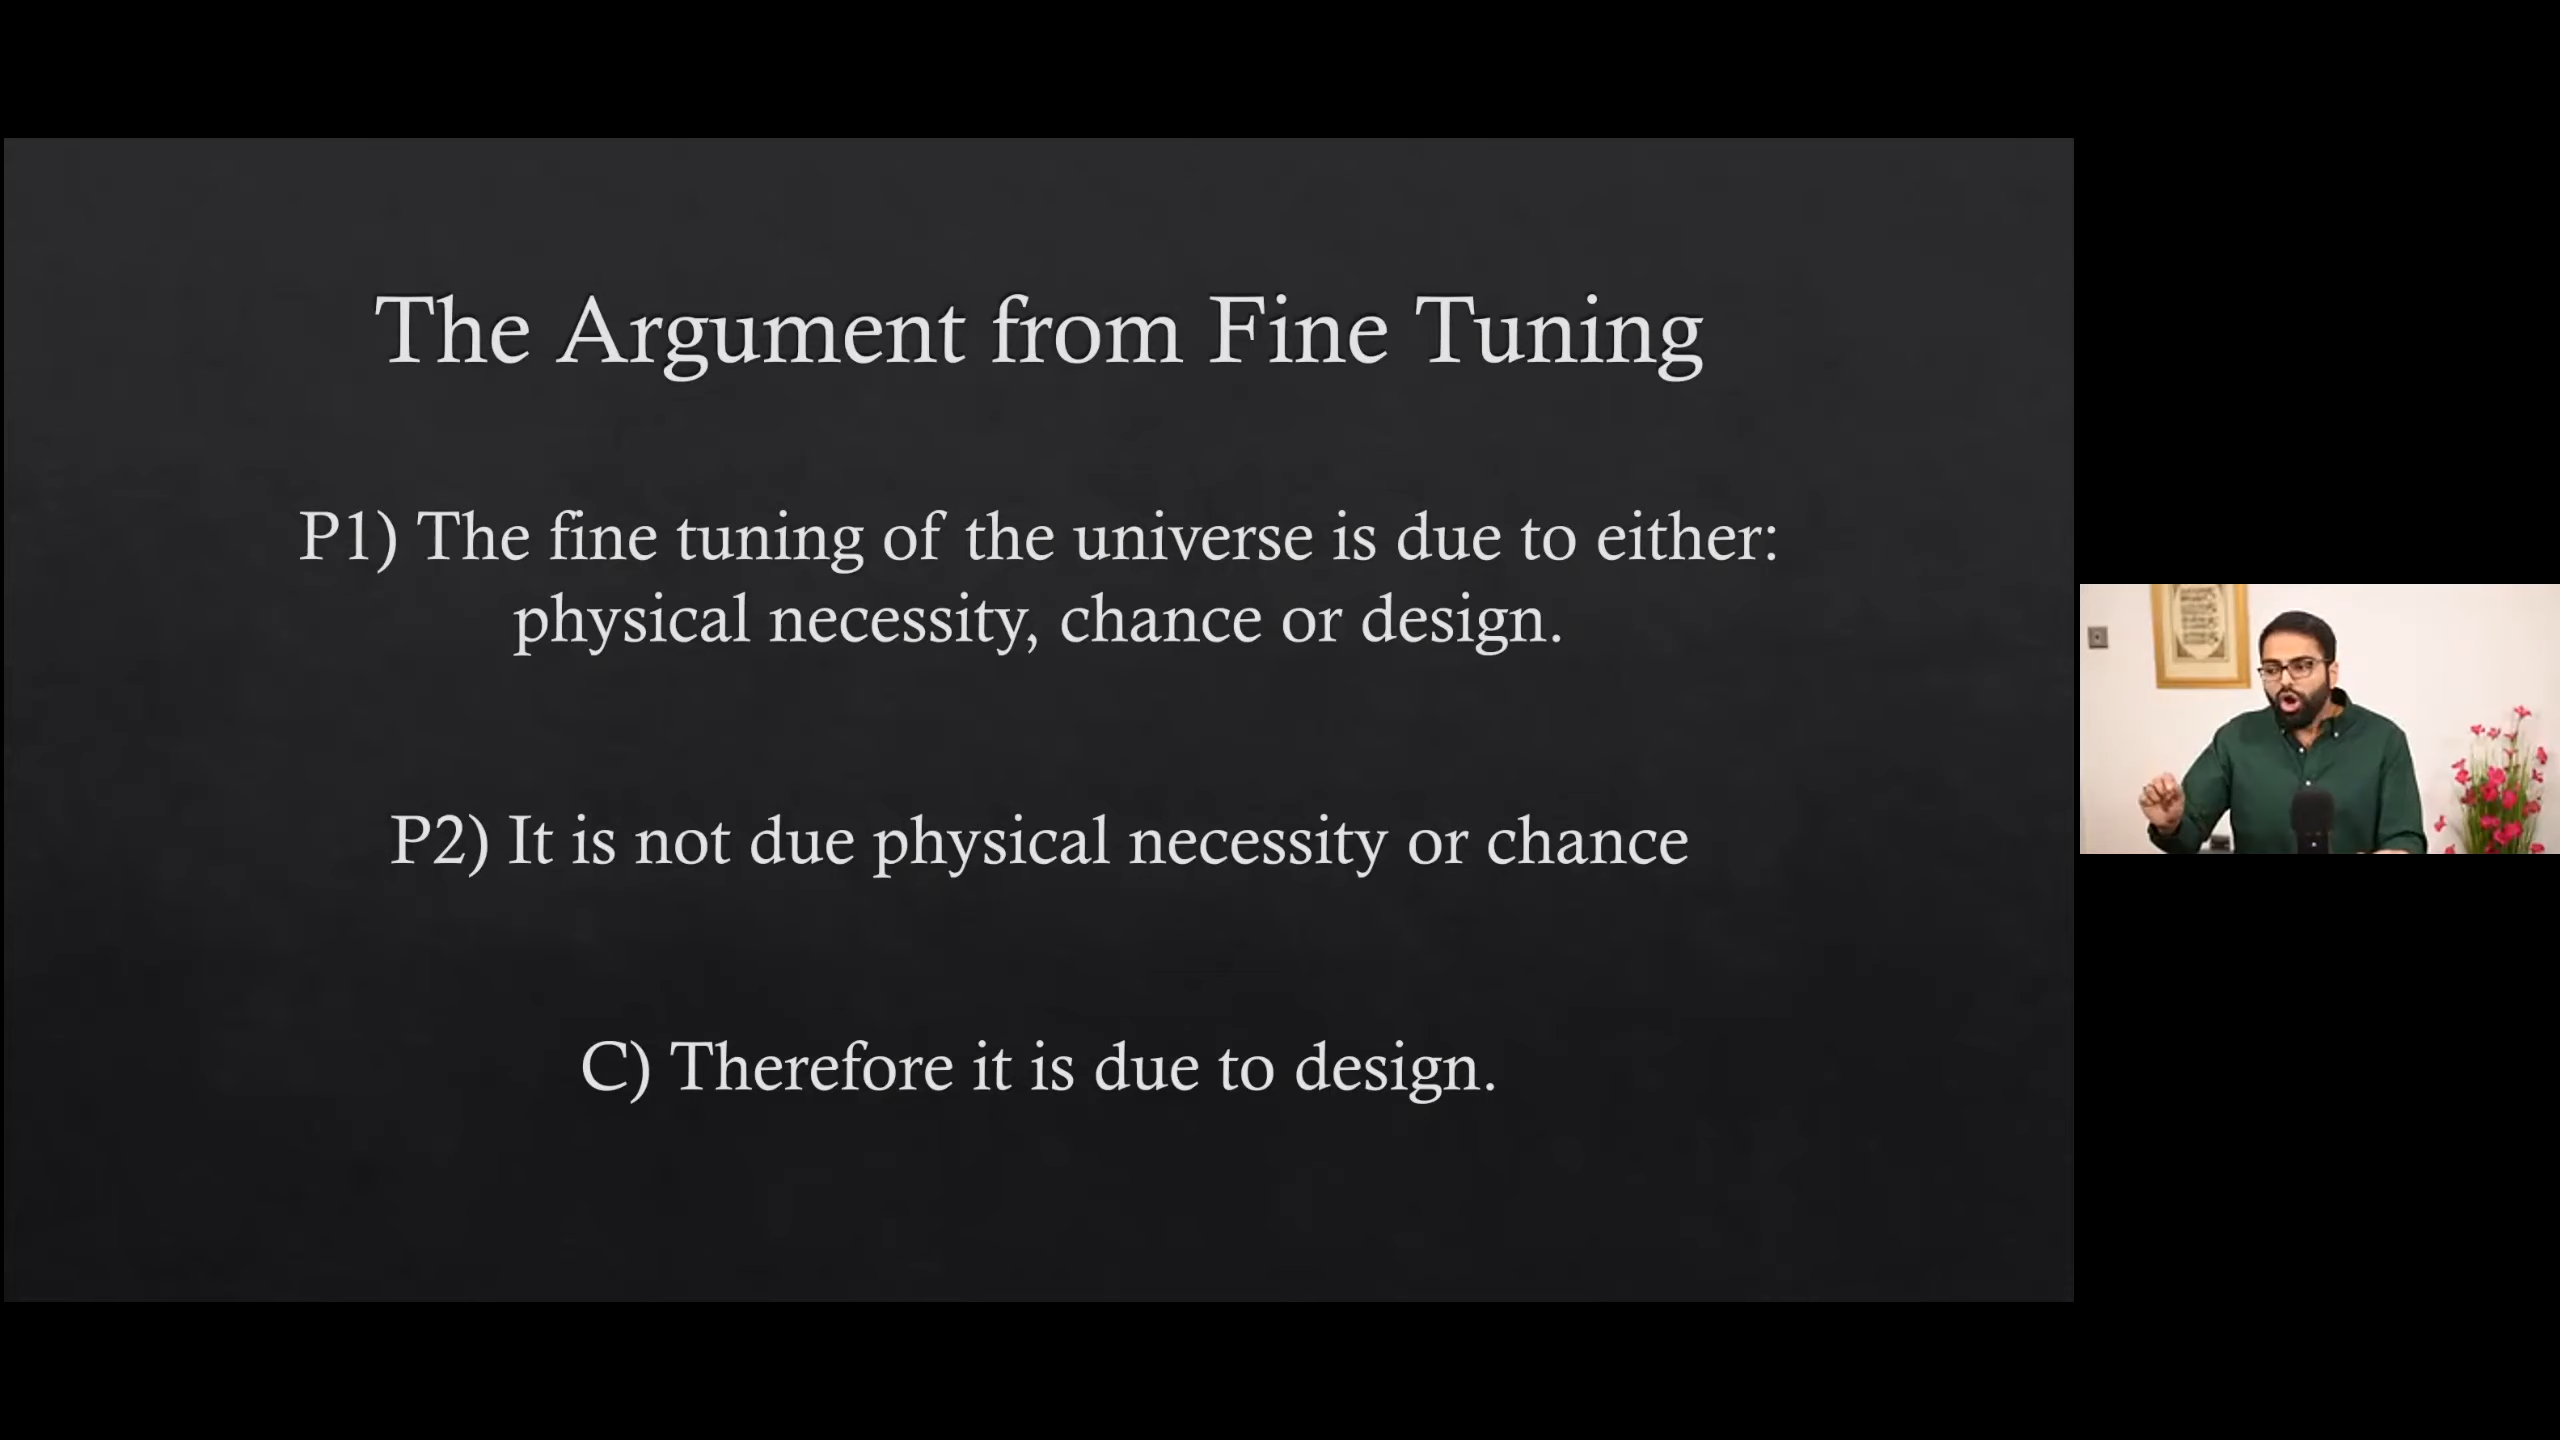 The Argument from Fine Tuning
P1) The fine tuning of the universe is due to either:
physical necessity, chance or design.
P2) It is not due physical necessity or chance
C) Therefore it is due to design.